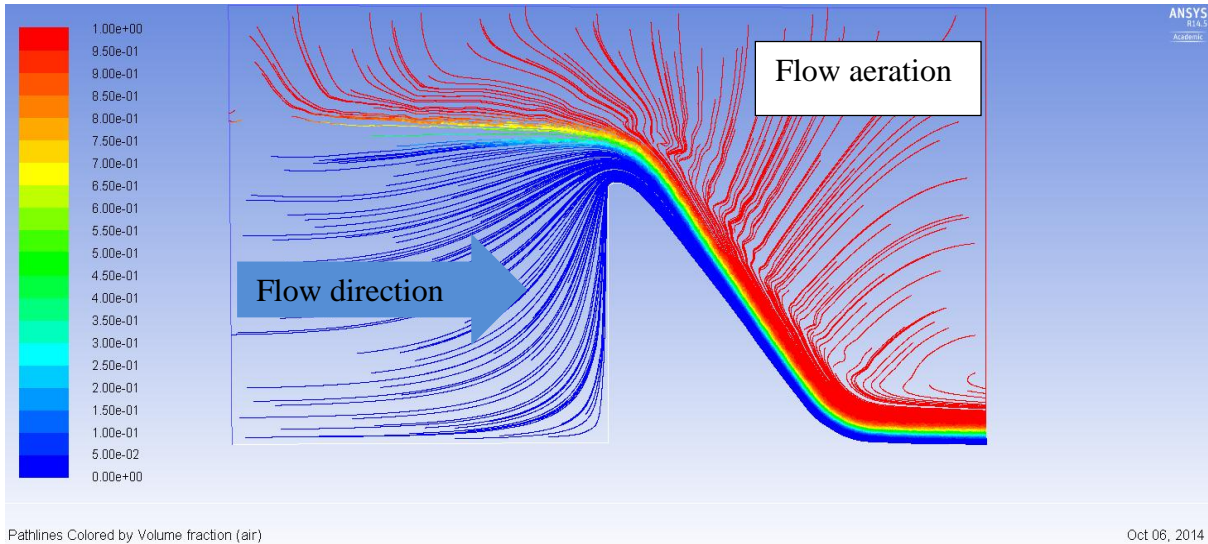 1.00e+00
9.50e-01
9.00e-01
8.50e-01
8.00e-01
7.50e-01
7.00e-01
6.50e-01
6.00e-01
5.50e-01
5.00e-01
4.50e-01
4.00e-01
3.50e-01
3.00e-01
2.50e-01
2.00e-01
1.50e-01
1.00e-01
5.00e-02
0.00e+00
ANSYS
R14.5
Academic
Flow aeration
Flow direction
Pathlines Colored by Volume fraction (air)
Oct 06, 2014